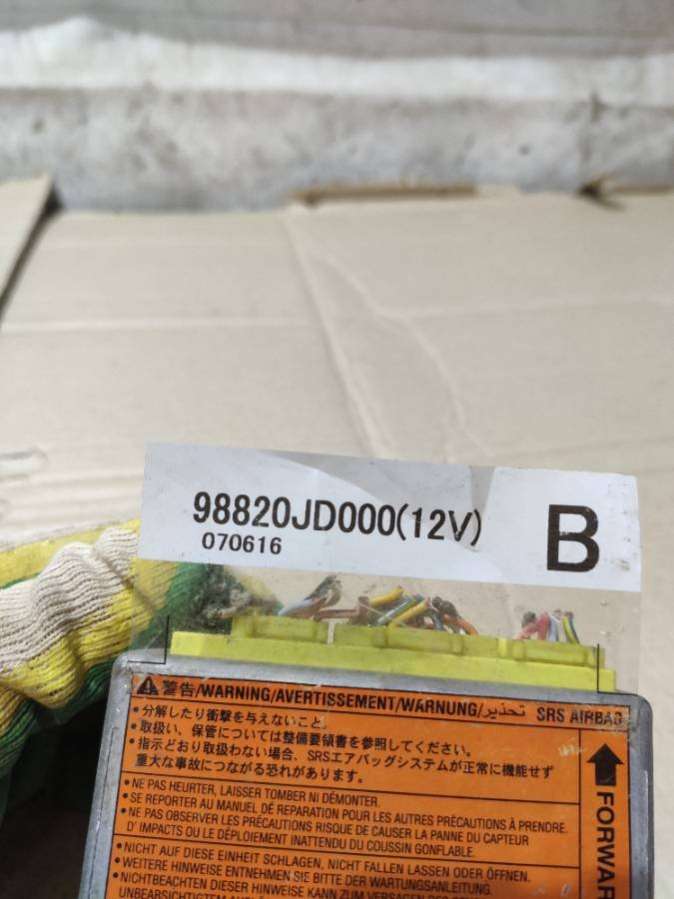 98820JD000(12V)
070616
B
警告/WARNING/AVERTISSEMENT/WARNUNG/تحذير SRS AIRBAG
•分解したり衝撃を与えないこと。
•取扱い、保管については整備要領書を参照してください。
•指示どおり取扱わない場合、SRSエアバッグシステムが正常に機能せず
重大な事故につながる恐れがあります。
•NE PAS HEURTER, LAISSER TOMBER NI DÉMONTER.
•SE REPORTER AU MANUEL DE RÉPARATION POUR LES AUTRES PRÉCAUTIONS À PRENDRE.
•NE PAS OBSERVER LES PRÉCAUTIONS RISQUE DE CAUSER LA PANNE DU CAPTEUR
D' IMPACTS OU LE DÉPLOIEMENT INATTENDU DU COUSSIN GONFLABLE.
•NICHT AUF DIESE EINHEIT SCHLAGEN, NICHT FALLEN LASSEN ODER ÖFFNEN.
•WEITERE HINWEISE ENTNEHMEN SIE BITTE DER WARTUNGSANLEITUNG.
•NICHTBEACHTEN DIESER HINWEISE KANN ZUM VERSAGEN DES
UNBEABSICHTIGTEM
FORWAR